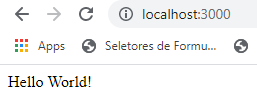 localhost:3000
Apps
Seletores de Formu...
Hello World!